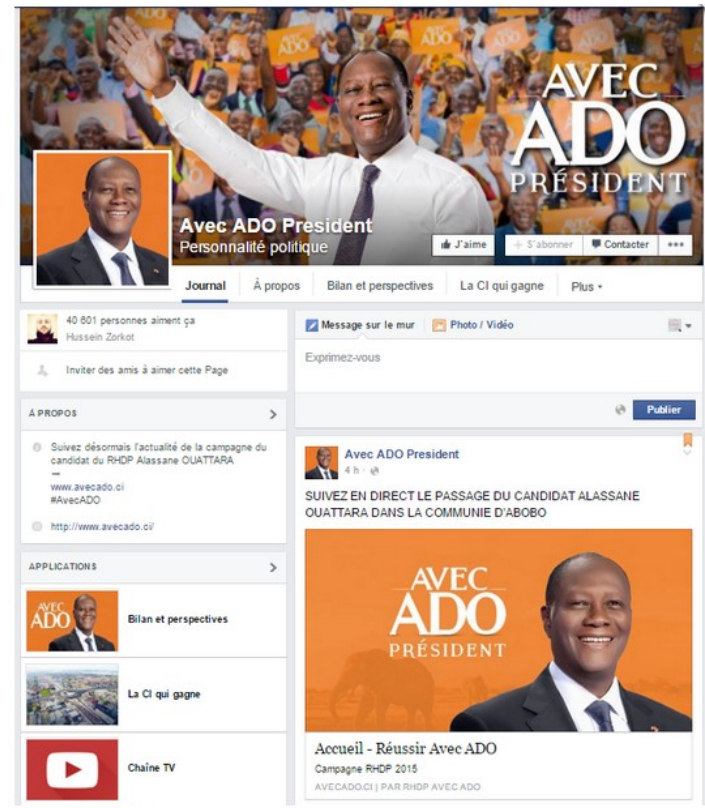 ADO
ADO
ADO
AVEC
ADO
PRÉSIDENT
AVEC
ADO
Avec ADO President
Personnalité politique
J'aime
+ S'abonner
Contacter
•••
Journal
À propos
Bilan et perspectives
La CI qui gagne
Plus
40 601 personnes aiment ça
Hussein Zorkot
Inviter des amis à aimer cette Page
À PROPOS
Suivez désormais l'actualité de la campagne du
candidat du RHDP Alassane OUATTARA
—
www.avecado.ci
#AvecADO
http://www.avecado.ci/
APPLICATIONS
AVEC
ADO
Bilan et perspectives
La CI qui gagne
Chaîne TV
Message sur le mur
Photo / Vidéo
Exprimez-vous
Publier
Avec ADO President
4 h ·
SUIVEZ EN DIRECT LE PASSAGE DU CANDIDAT ALASSANE
OUATTARA DANS LA COMMUNIE D'ABOBO
AVEC
ADO
PRÉSIDENT
Accueil - Réussir Avec ADO
Campagne RHDP 2015
AVECADO.CI | PAR RHDP AVEC ADO